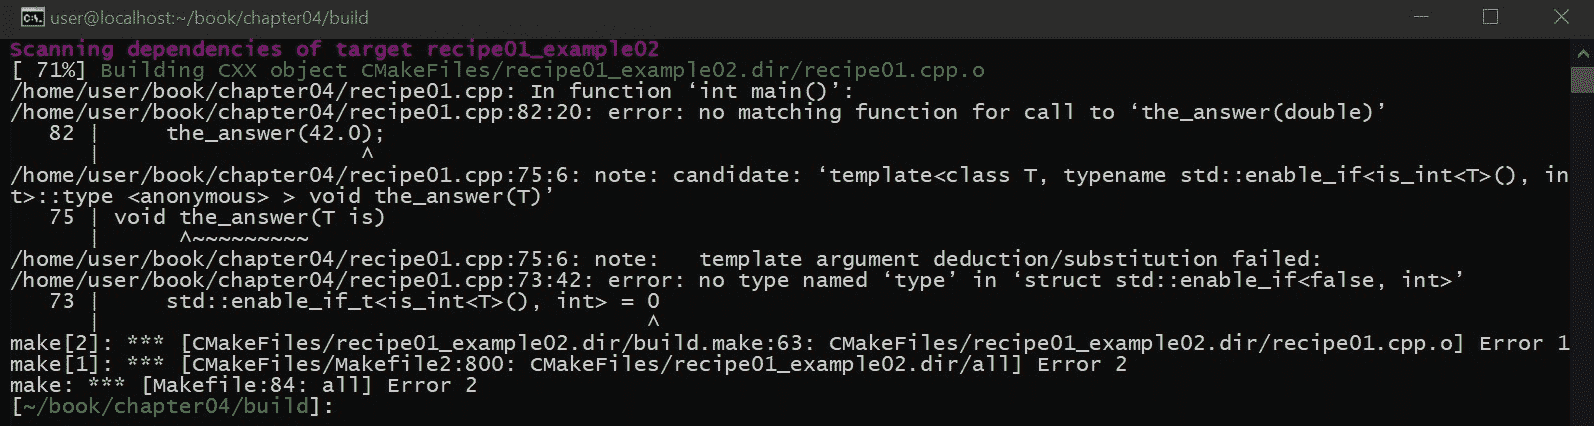 user@localhost:~/book/chapter04/build
Scanning dependencies of target recipe01_example02
[ 71%] Building CXX object CMakeFiles/recipe01_example02.dir/recipe01.cpp.o
/home/user/book/chapter04/recipe01.cpp: In function ‘int main()’:
/home/user/book/chapter04/recipe01.cpp:82:20: error: no matching function for call to ‘the_answer(double)’
   82 |     the_answer(42.0);
      |                    ^
/home/user/book/chapter04/recipe01.cpp:75:6: note: candidate: ‘template<class T, typename std::enable_if<is_int<T>(), in
t>::type <anonymous> > void the_answer(T)’
   75 | void the_answer(T is)
      |      ^~~~~~~~~~
/home/user/book/chapter04/recipe01.cpp:75:6: note:   template argument deduction/substitution failed:
/home/user/book/chapter04/recipe01.cpp:73:42: error: no type named ‘type’ in ‘struct std::enable_if<false, int>’
   73 |     std::enable_if_t<is_int<T>(), int> = 0
      |                                          ^
make[2]: *** [CMakeFiles/recipe01_example02.dir/build.make:63: CMakeFiles/recipe01_example02.dir/recipe01.cpp.o] Error 1
make[1]: *** [CMakeFiles/Makefile2:800: CMakeFiles/recipe01_example02.dir/all] Error 2
make: *** [Makefile:84: all] Error 2
[~/book/chapter04/build]: